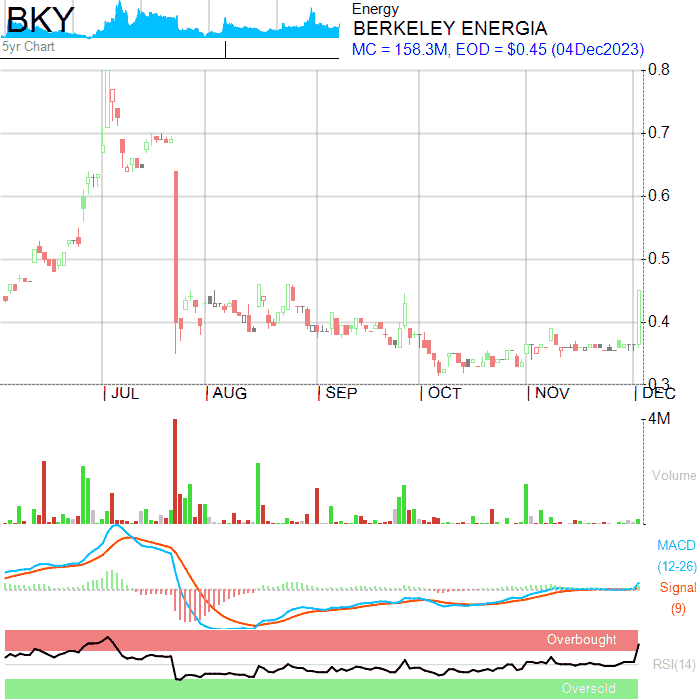 BKY
5yr Chart
Energy
BERKELEY ENERGIA
MC = 158.3M, EOD = $0.45 (04Dec2023)
0.8
0.7
0.6
0.5
0.4
0.3
JUL AUG SEP OCT NOV DEC
4M
Volume
MACD
(12-26)
Signal
(9)
Overbought
RSI(14)
Oversold